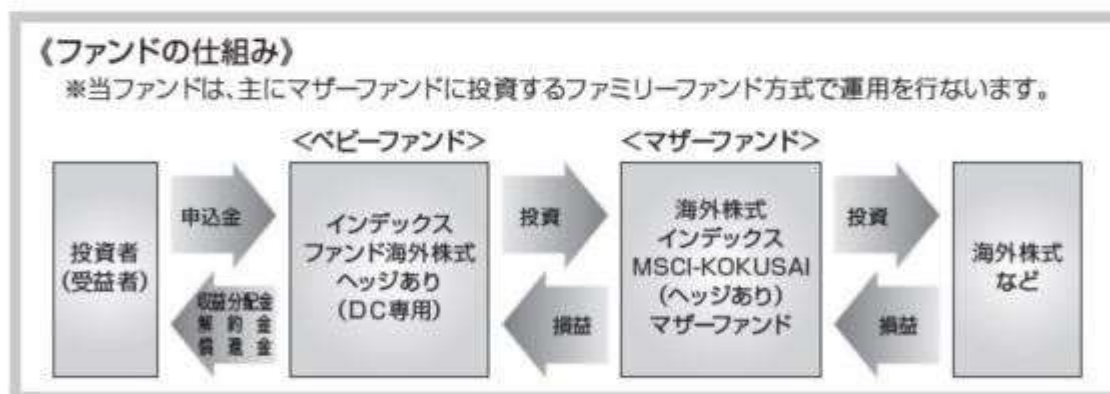 《ファンドの仕組み》
※当ファンドは、主にマザーファンドに投資するファミリーファンド方式で運用を行ないます。
＜ベビーファンド＞
＜マザーファンド＞
投資者
(受益者)
申込金
収益分配金
解約金
償還金
インデックス
ファンド海外株式
ヘッジあり
(DC専用)
投資
損益
海外株式
インデックス
MSCI-KOKUSAI
(ヘッジあり)
マザーファンド
投資
損益
海外株式
など